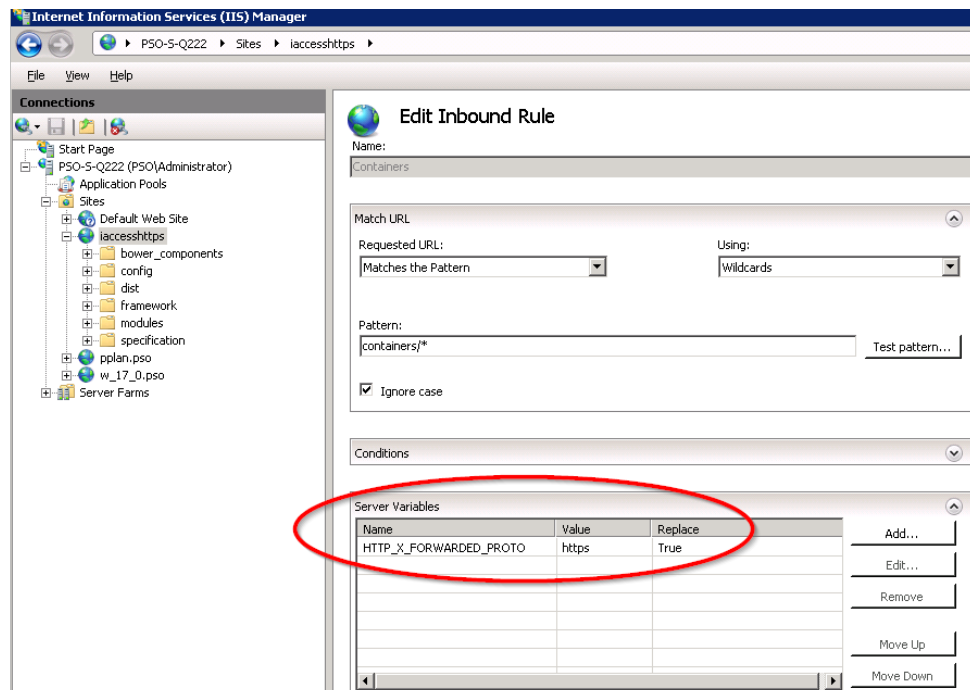 Internet Information Services (IIS) Manager
PSO-S-Q222 Sites iaccesshttps
File View Help
Connections
Start Page
PSO-S-Q222 (PSO\Administrator)
Application Pools
Sites
Default Web Site
iaccesshttps
bower_components
config
dist
framework
modules
specification
pplan.pso
w_17_0.pso
Server Farms
Edit Inbound Rule
Name:
Containers
Match URL
Requested URL:
Using:
Matches the Pattern
Wildcards
Pattern:
containers/*
Test pattern...
Ignore case
Conditions
Server Variables
Name Value Replace
HTTP_X_FORWARDED_PROTO https True
Add...
Edit...
Remove
Move Up
Move Down